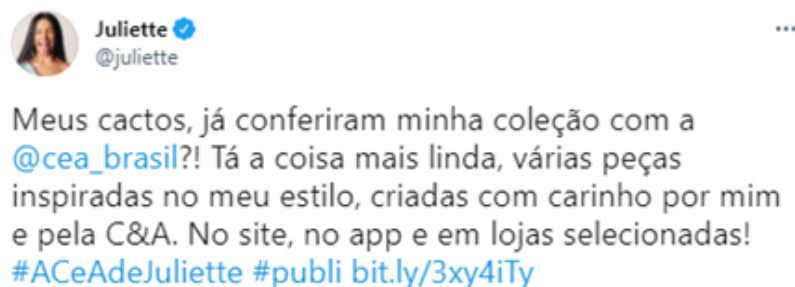 Juliette
@juliette
Meus cactos, já conferiram minha coleção com a
@cea_brasil?! Tá a coisa mais linda, várias peças
inspiradas no meu estilo, criadas com carinho por mim
e pela C&A. No site, no app e em lojas selecionadas!
#ACeAdeJuliette #publi bit.ly/3xy4iTy